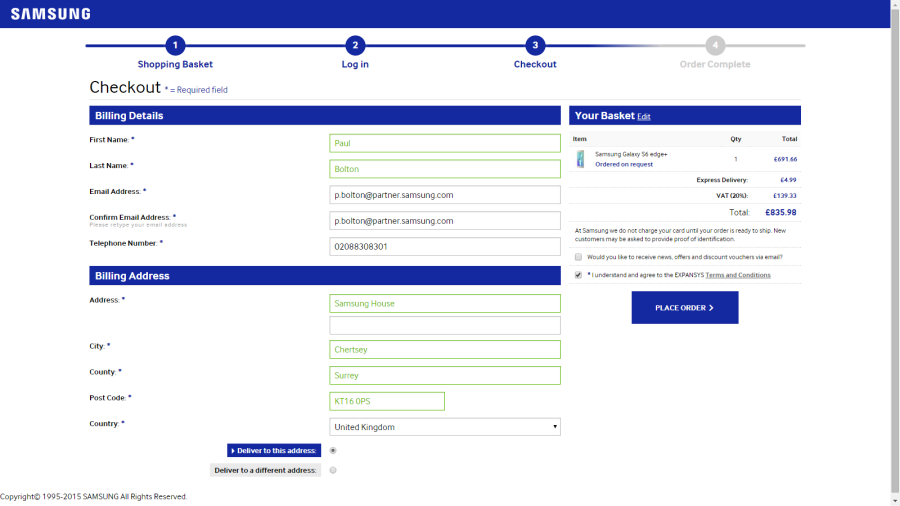 SAMSUNG
1
2
3
4
Shopping Basket
Log in
Checkout
Order Complete
Checkout * = Required field
Billing Details
First Name: *
Paul
Last Name: *
Bolton
Email Address: *
p.bolton@partner.samsung.com
Confirm Email Address: *
Please retype your email address
p.bolton@partner.samsung.com
Telephone Number: *
02088308301
Billing Address
Address: *
Samsung House
City: *
Chertsey
County: *
Surrey
Post Code: *
KT16 0PS
Country: *
United Kingdom
Deliver to this address:
Deliver to a different address:
Your Basket Edit
Item Qty Total
Samsung Galaxy S6 edge+
Ordered on request
1
£691.66
Express Delivery: £4.99
VAT (20%): £139.33
Total: £835.98
At Samsung we do not charge your card until your order is ready to ship. New
customers may be asked to provide proof of identification.
Would you like to receive news, offers and discount vouchers via email?
* I understand and agree to the EXPANSYS Terms and Conditions
PLACE ORDER
Copyright© 1995-2015 SAMSUNG All Rights Reserved.